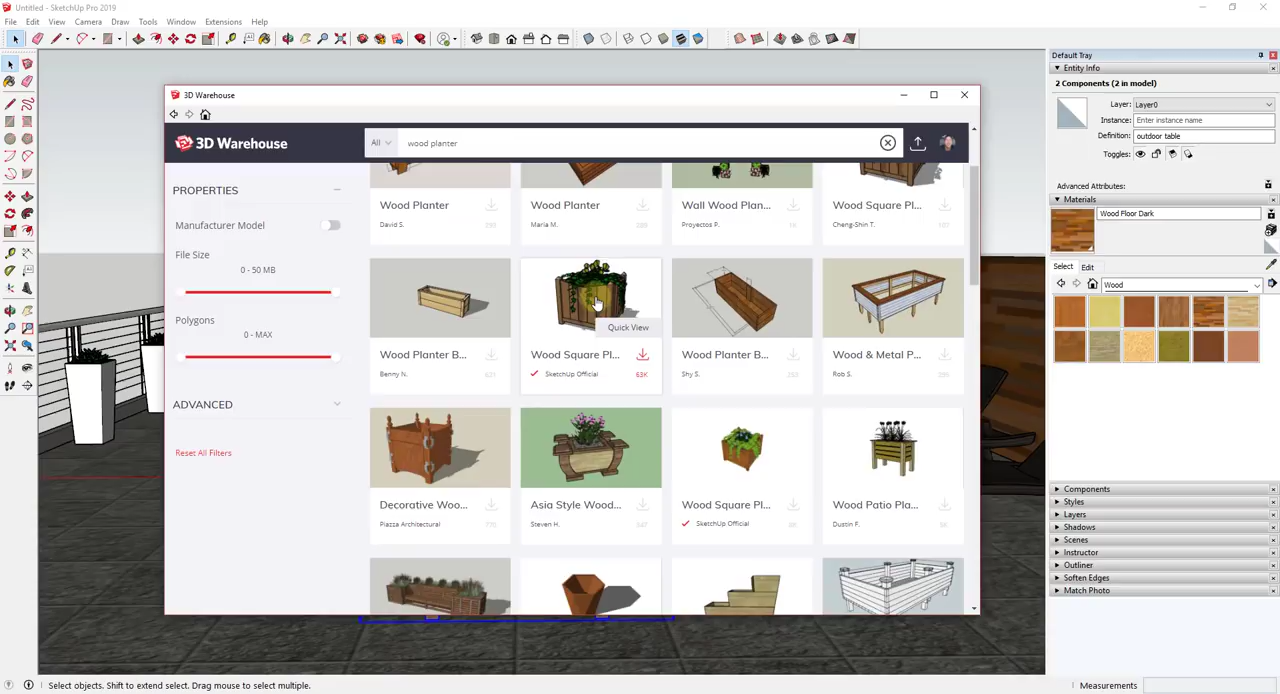 Untitled - SketchUp Pro 2019
File Edit View Camera Draw Tools Window Extensions Help
Default Tray
Entity Info
2 Components (2 in model)
Layer: Layer0
Instance: Enter instance name
Definition: outdoor table
Toggles:
Advanced Attributes:
Materials
Wood Floor Dark
Select Edit
Wood
Components
Styles
Layers
Shadows
Scenes
Instructor
Outliner
Soften Edges
Match Photo
3D Warehouse
3D Warehouse
All wood planter
PROPERTIES
Manufacturer Model
File Size
0 - 50 MB
Polygons
0 - MAX
ADVANCED
Reset All Filters
Wood Planter Wood Planter Wall Wood Plan... Wood Square Pl...
David S. Maria M. Proyectos P. 1K Cheng-Shin T.
Quick View
Wood Planter B... Wood Square Pl... Wood Planter B... Wood & Metal P...
Benny N. SketchUp Official 63K Shy S. Rob S.
Decorative Woo... Asia Style Wood... Wood Square Pl... Wood Patio Pla...
Piazza Architectural Steven H. SketchUp Official Dustin F.
Select objects. Shift to extend select. Drag mouse to select multiple.
Measurements